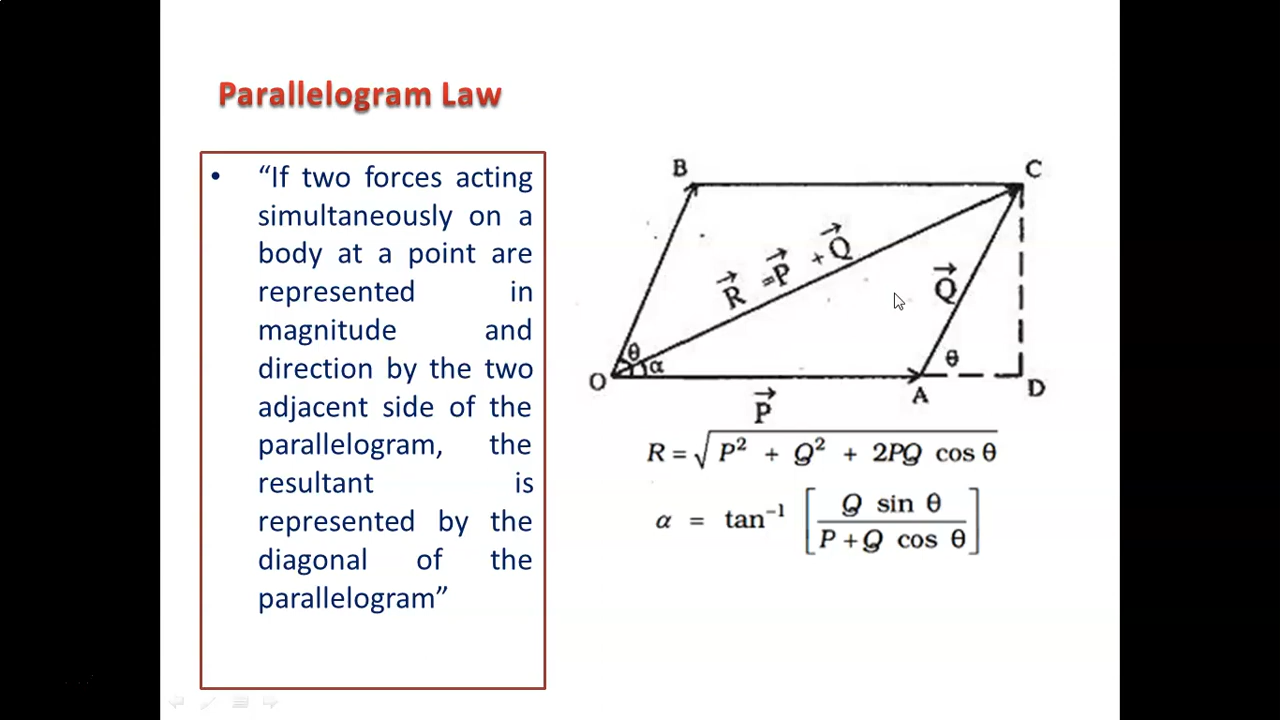 Parallelogram Law
• “If two forces acting
simultaneously on a
body at a point are
represented in
magnitude and
direction by the two
adjacent side of the
parallelogram, the
resultant is
represented by the
diagonal of the
parallelogram”
B
C
R⃗ = P⃗ + Q⃗
Q⃗
θ
α
θ
O
A
D
P⃗
R = √(P² + Q² + 2PQ cos θ)
α = tan⁻¹ [Q sin θ / P + Q cos θ]